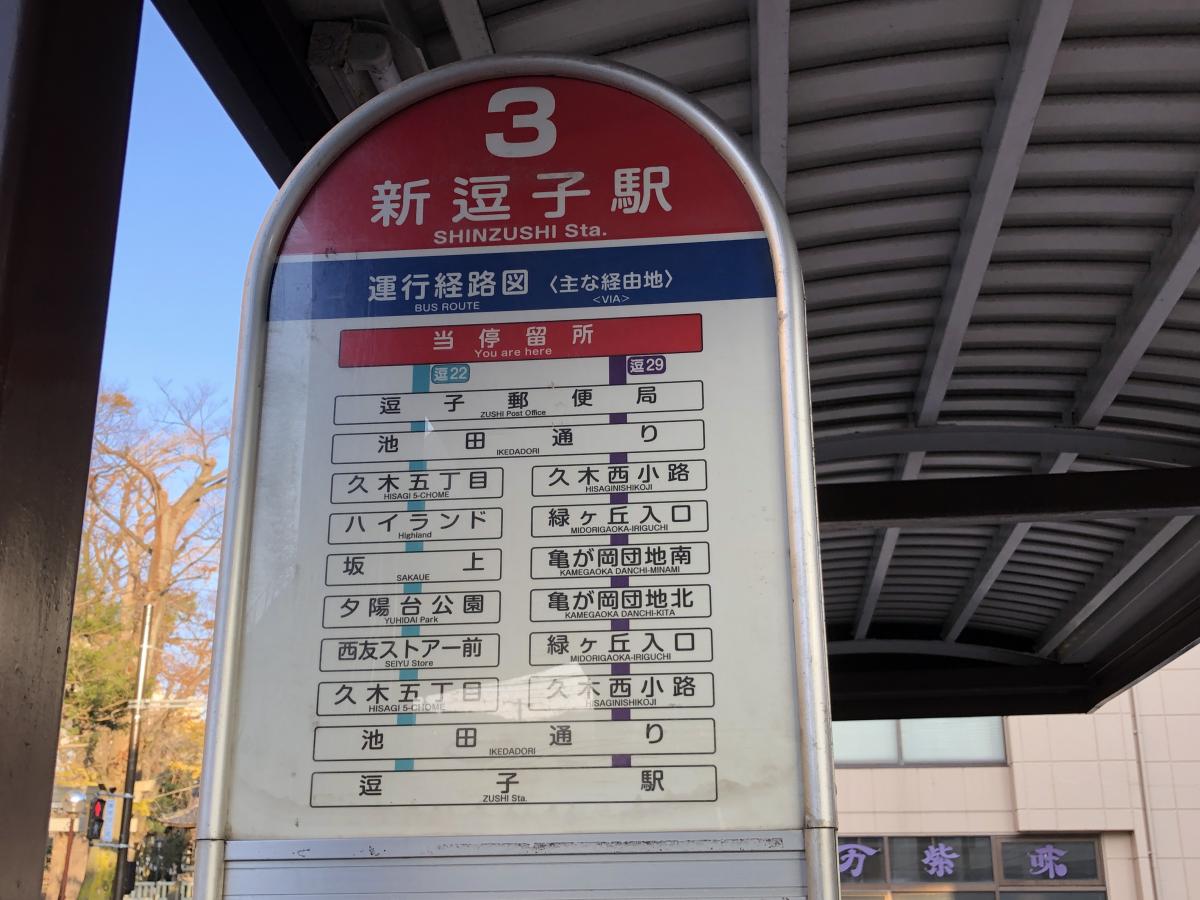 3
新逗子駅
SHINZUSHI Sta.
運行経路図 〈主な経由地〉
BUS ROUTE <VIA>
当停留所
You are here
逗22 逗29
逗子郵便局
ZUSHI Post Office
池田通り
IKEDADORI
久木五丁目 久木西小路
HISAGI 5-CHOME HISAGINISHIKOJI
ハイランド 緑ヶ丘入口
Highland MIDORIGAOKA-IRIGUCHI
坂上 亀が岡団地南
SAKAUE KAMEGAOKA DANCHI-MINAMI
夕陽台公園 亀が岡団地北
YUHIDAI Park KAMEGAOKA DANCHI-KITA
西友ストアー前 緑ヶ丘入口
SEIYU Store MIDORIGAOKA-IRIGUCHI
久木五丁目 久木西小路
HISAGI 5-CHOME HISAGINISHIKOJI
池田通り
IKEDADORI
逗子駅
ZUSHI Sta.
紫 味